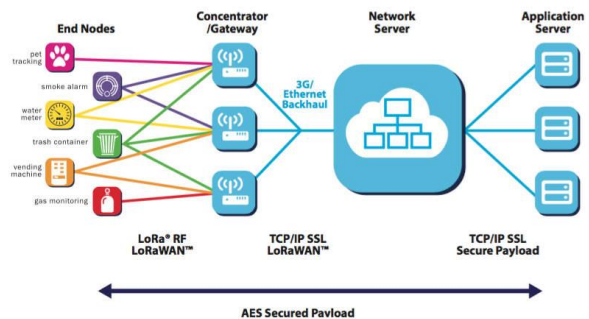 End Nodes
Concentrator
/Gateway
Network
Server
Application
Server
pet
tracking
smoke alarm
water
meter
trash container
vending
machine
gas monitoring
3G/
Ethernet
Backhaul
LoRa® RF
LoRaWAN™
TCP/IP SSL
LoRaWAN™
TCP/IP SSL
Secure Payload
AES Secured Payload